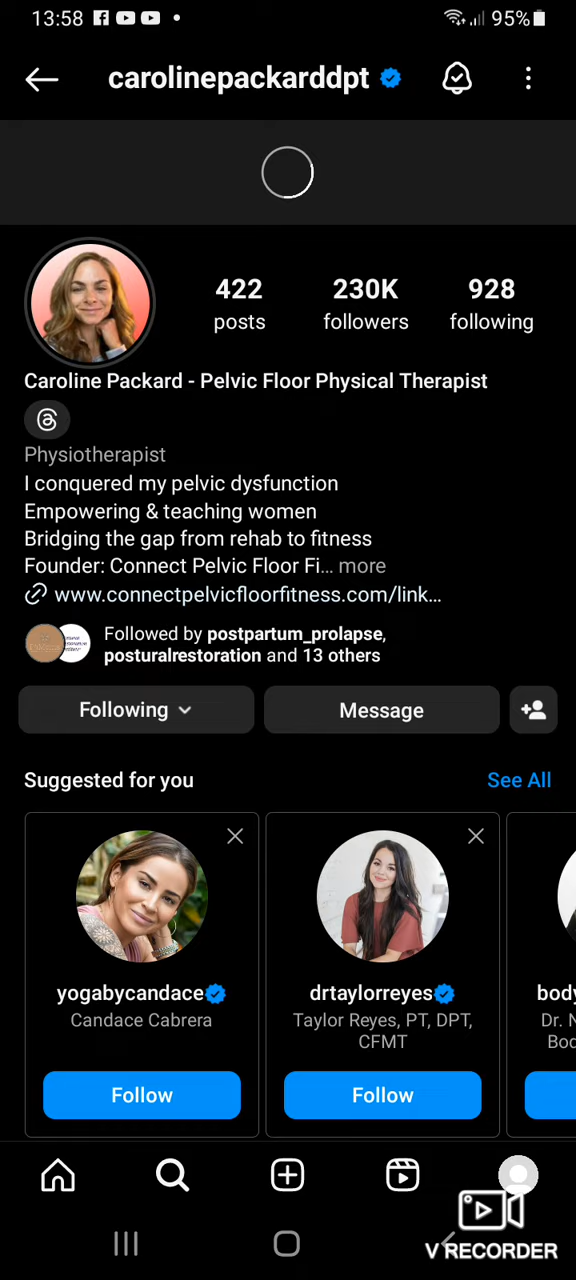 13:58
95%
carolinepackarddpt
422
230K
928
posts
followers
following
Caroline Packard - Pelvic Floor Physical Therapist
Physiotherapist
I conquered my pelvic dysfunction
Empowering & teaching women
Bridging the gap from rehab to fitness
Founder: Connect Pelvic Floor Fi... more
www.connectpelvicfloorfitness.com/link...
Followed by postpartum_prolapse,
posturalrestoration and 13 others
Following
Message
Suggested for you
See All
yogabycandace
Candace Cabrera
Follow
drtaylorreyes
Taylor Reyes, PT, DPT,
CFMT
Follow
body
Dr. N
Boo
V RECORDER